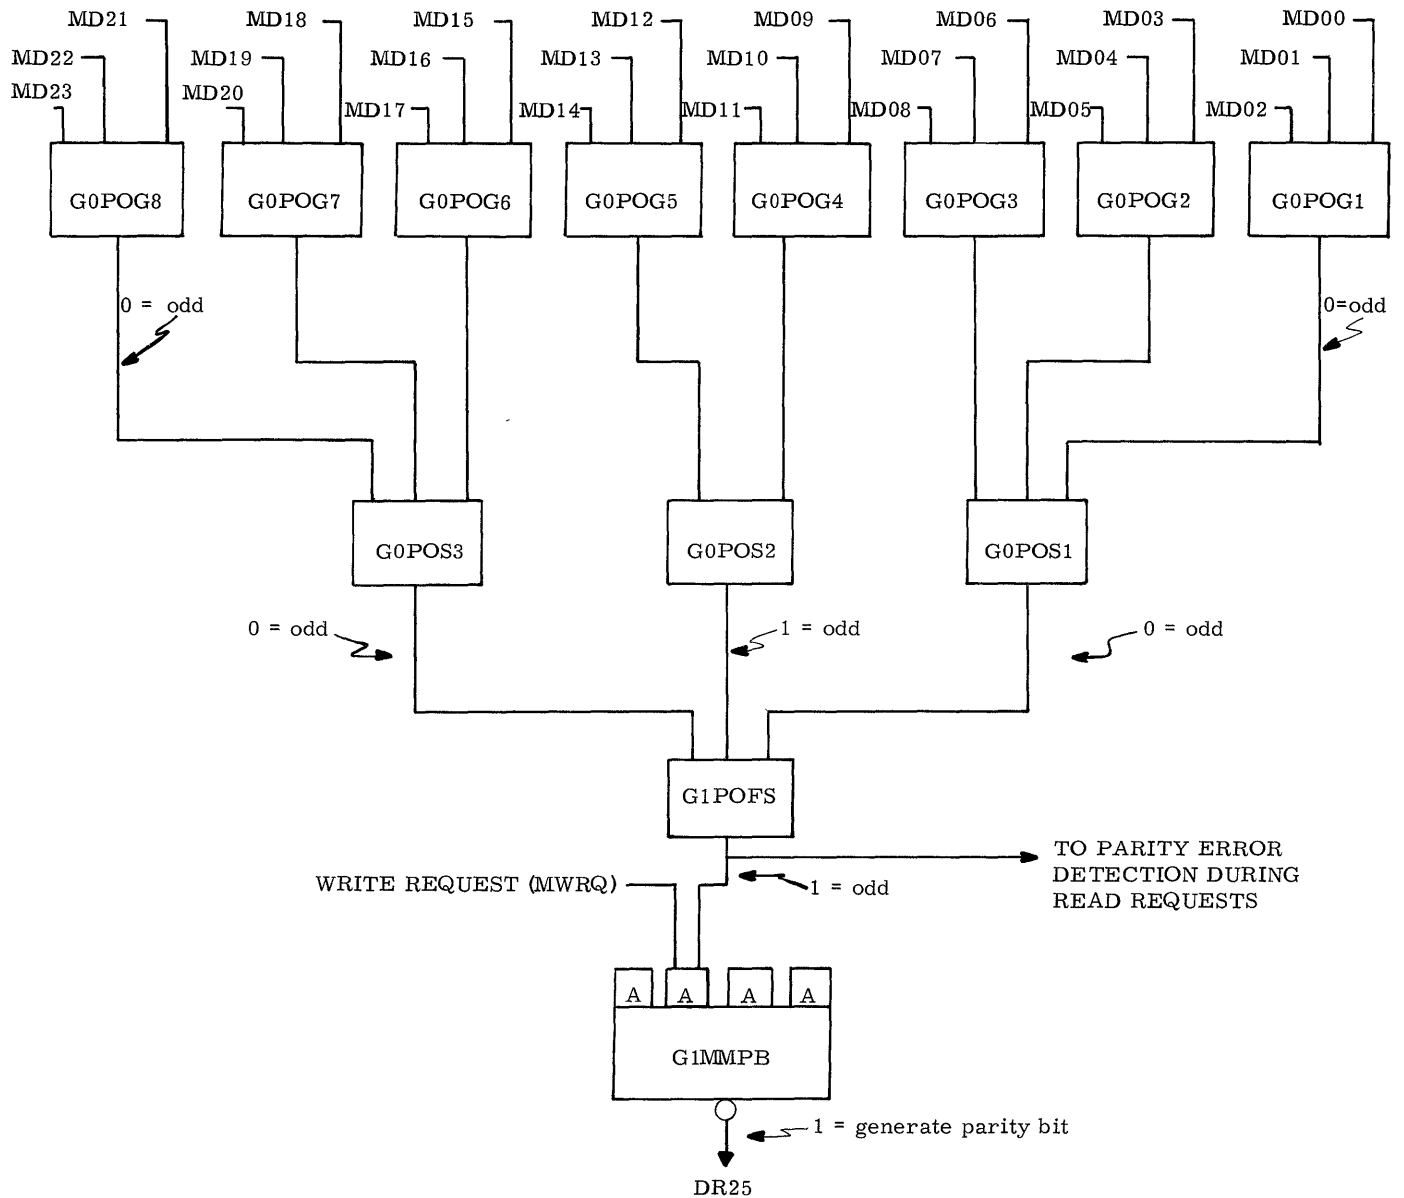 MD21 MD18 MD15 MD12 MD09 MD06 MD03 MD00
MD22 MD19 MD16 MD13 MD10 MD07 MD04 MD01
MD23 MD20 MD17 MD14 MD11 MD08 MD05 MD02
G0POG8 G0POG7 G0POG6 G0POG5 G0POG4 G0POG3 G0POG2 G0POG1
0 = odd 0=odd
G0POS3 G0POS2 G0POS1
0 = odd 1 = odd 0 = odd
G1POFS
TO PARITY ERROR
DETECTION DURING
READ REQUESTS
WRITE REQUEST (MWRQ) 1 = odd
A A A A
G1MMPB
1 = generate parity bit
DR25